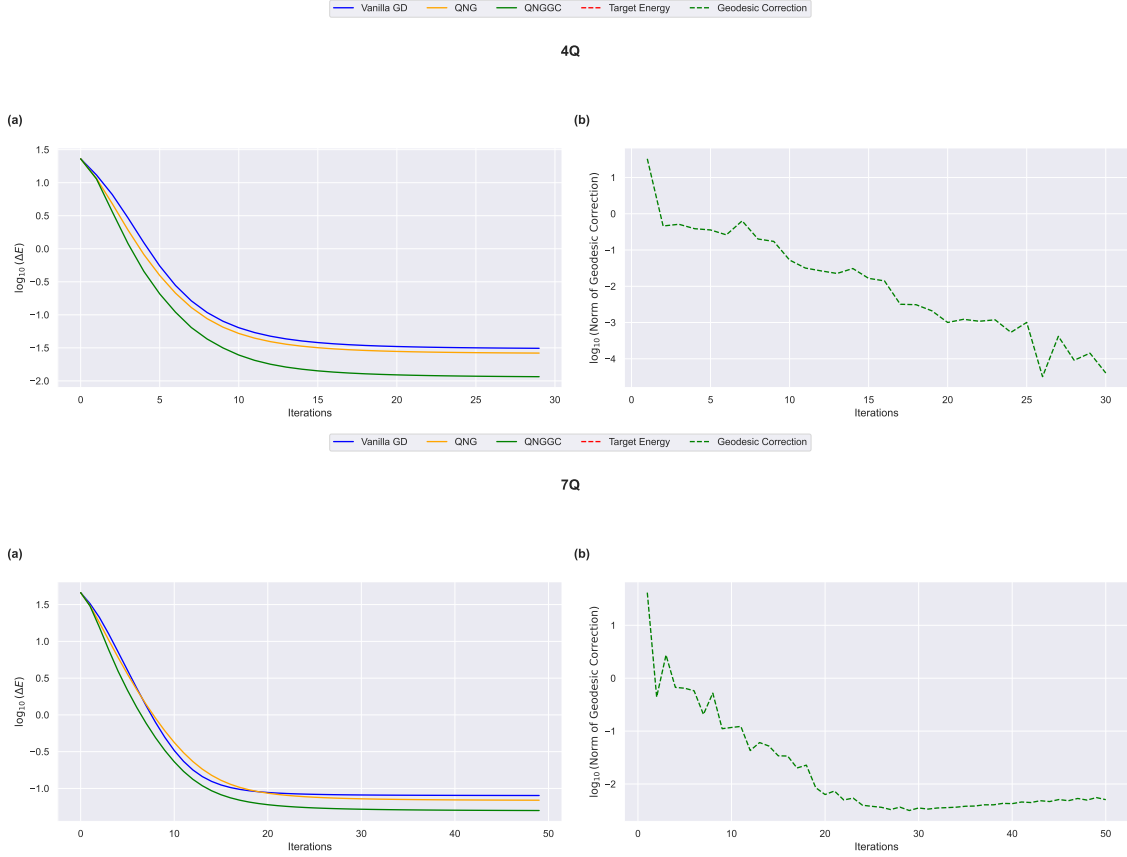 Vanilla GD QNG QNGGC Target Energy Geodesic Correction
4Q
(a)
(b)
1.5
1.0
0.5
0.0
−0.5
−1.0
−1.5
−2.0
log10(ΔE)
0 5 10 15 20 25 30
Iterations
1
0
−1
−2
−3
−4
log10(Norm of Geodesic Correction)
0 5 10 15 20 25 30
Iterations
Vanilla GD QNG QNGGC Target Energy Geodesic Correction
7Q
(a)
(b)
1.5
1.0
0.5
0.0
−0.5
−1.0
log10(ΔE)
0 10 20 30 40 50
Iterations
1
0
−1
−2
log10(Norm of Geodesic Correction)
0 10 20 30 40 50
Iterations